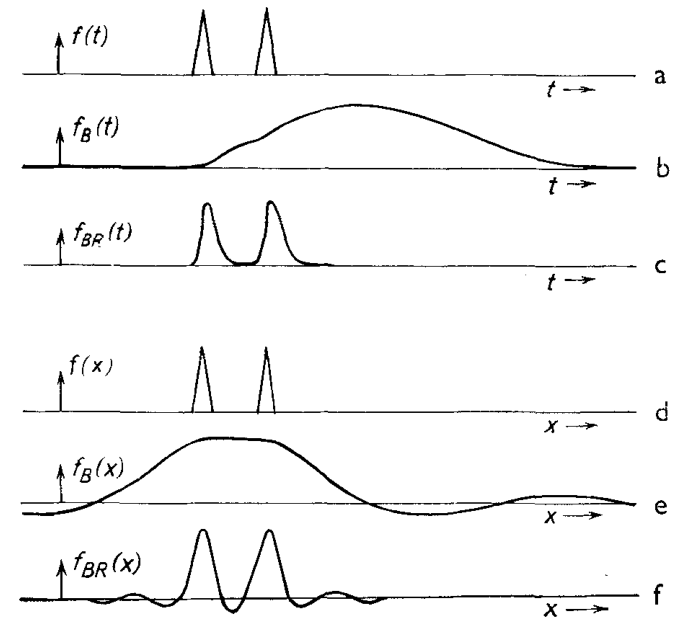 f(t)
t → a
f_B(t)
t → b
f_BR(t)
t → c
f(x)
x → d
f_B(x)
x → e
f_BR(x)
x → f